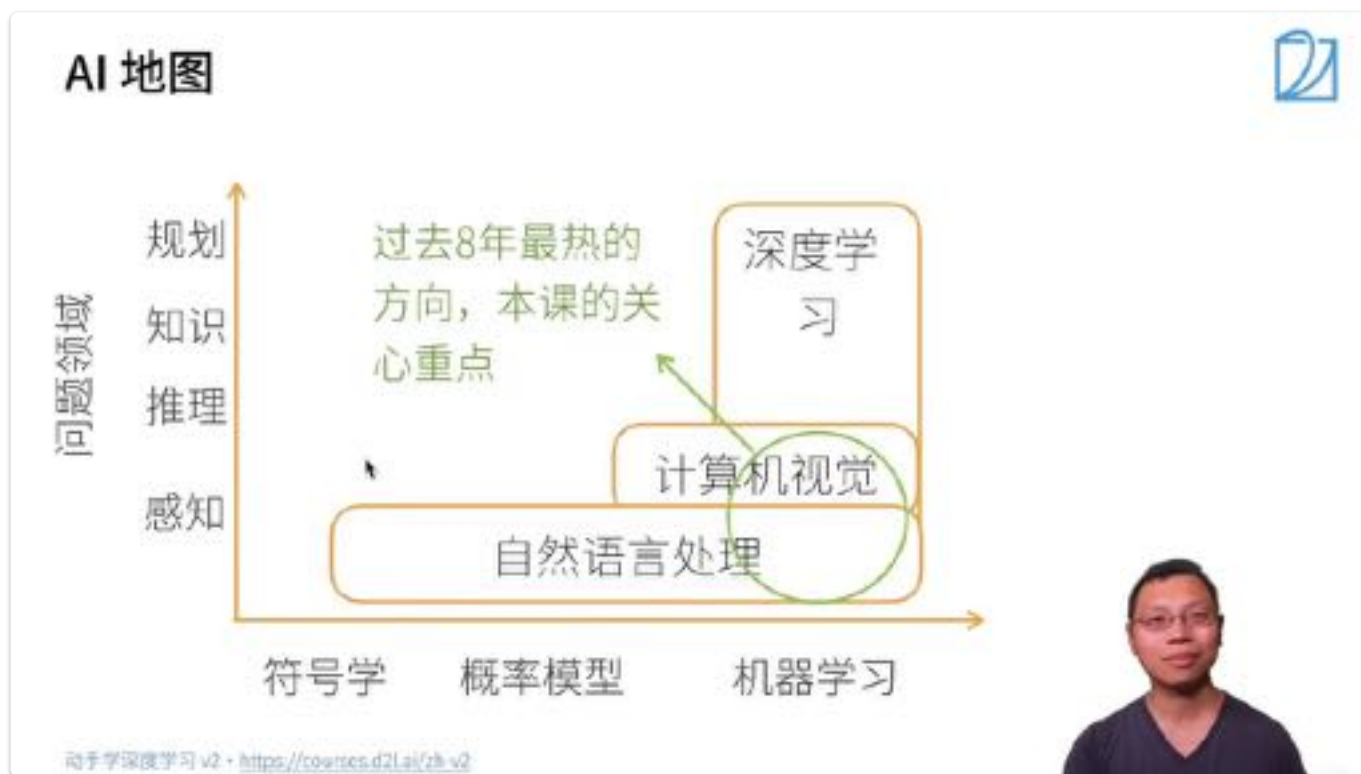 AI 地图
规划
知识
推理
感知
问题领域
过去8年最热的
方向，本课的关
心重点
深度学
习
计算机视觉
自然语言处理
符号学
概率模型
机器学习
动手学深度学习 v2 · https://courses.d2l.ai/zh-v2